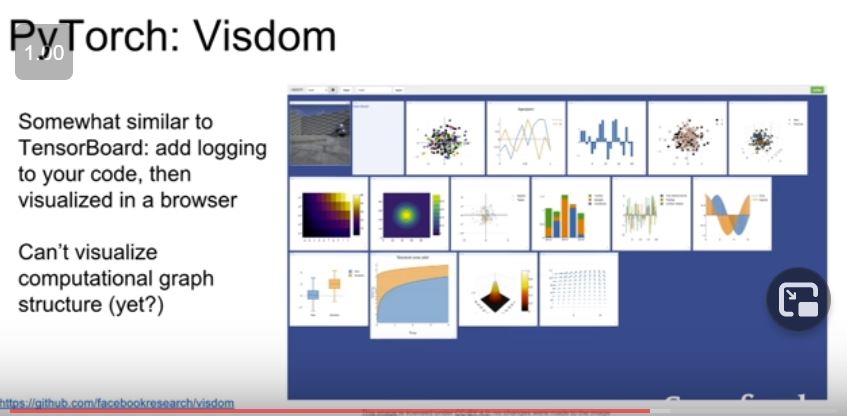 PyTorch: Visdom
1.00
Somewhat similar to
TensorBoard: add logging
to your code, then
visualized in a browser
Can't visualize
computational graph
structure (yet?)
https://github.com/facebookresearch/visdom